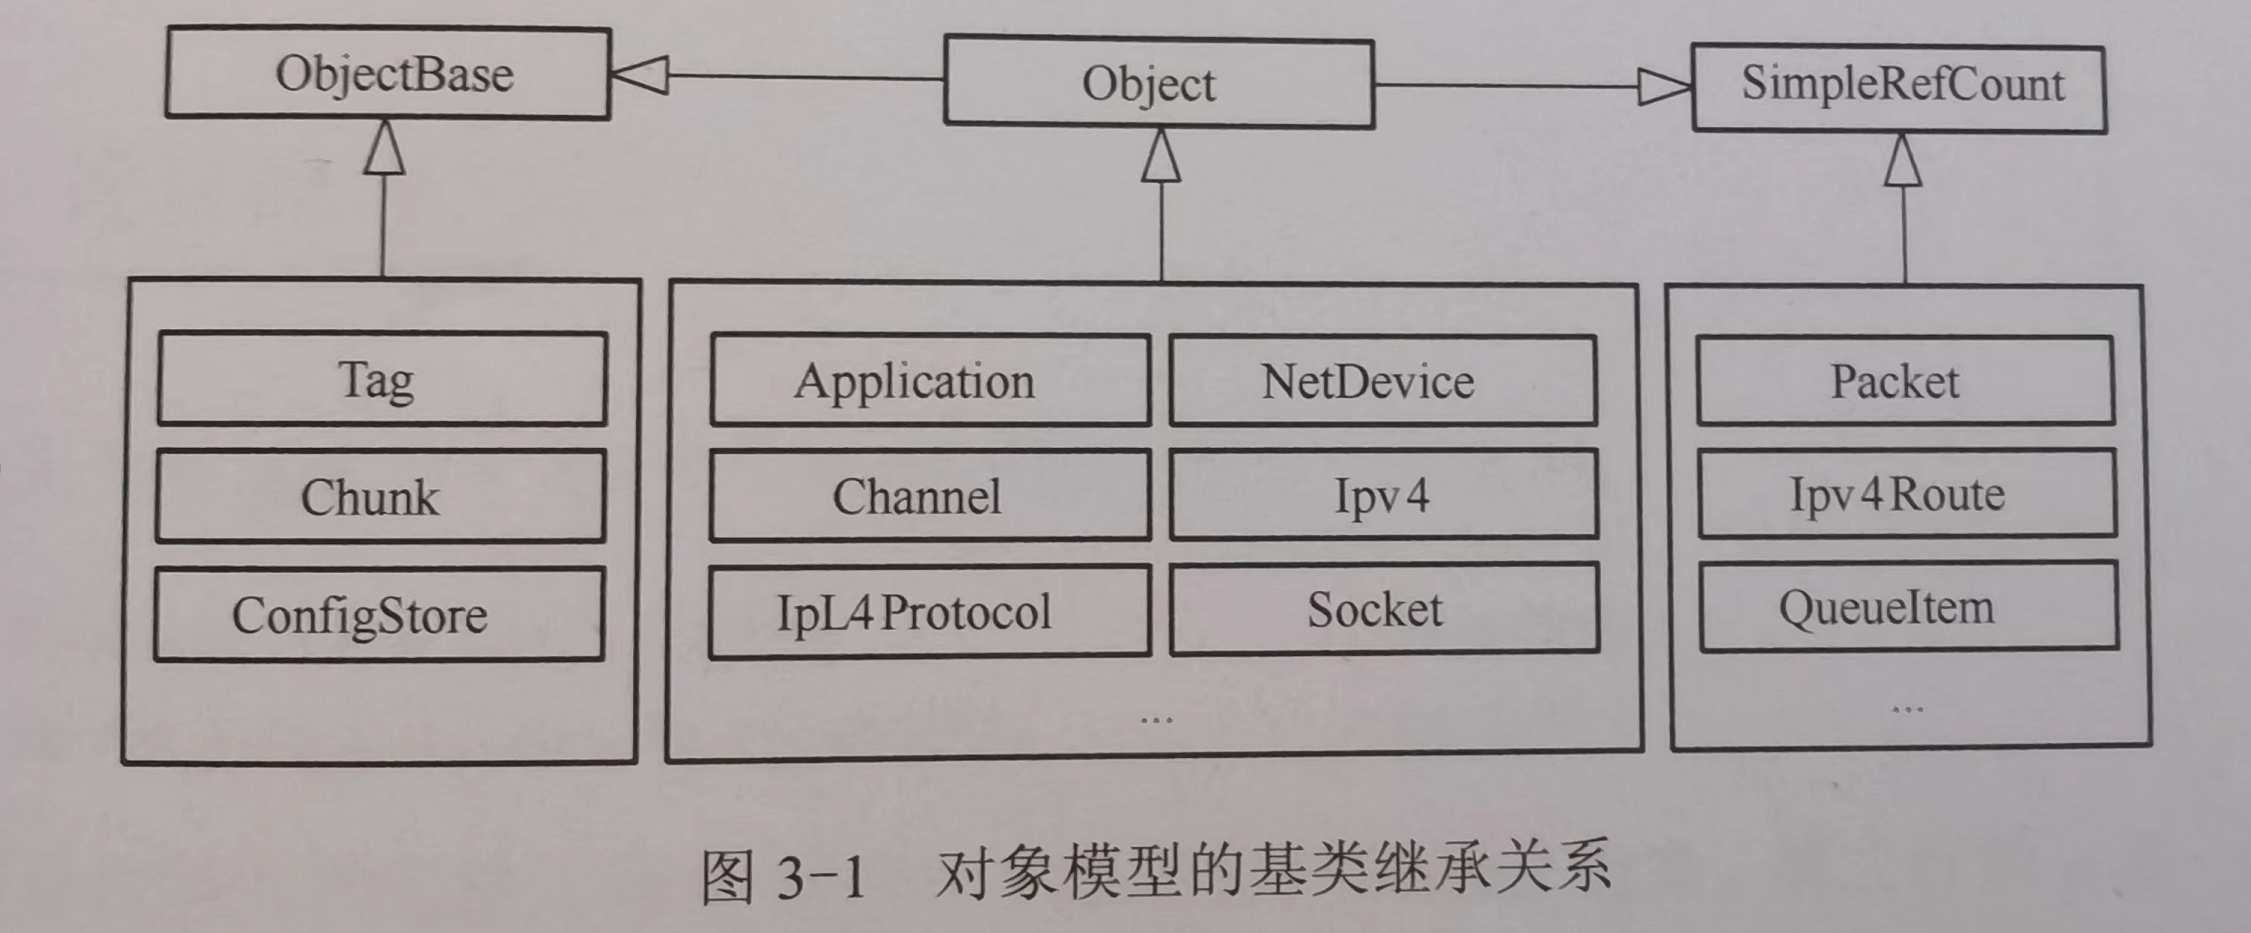 ObjectBase
Object
SimpleRefCount
Tag
Chunk
ConfigStore
Application
NetDevice
Channel
Ipv4
IpL4Protocol
Socket
...
Packet
Ipv4Route
QueueItem
...
图 3-1 对象模型的基类继承关系